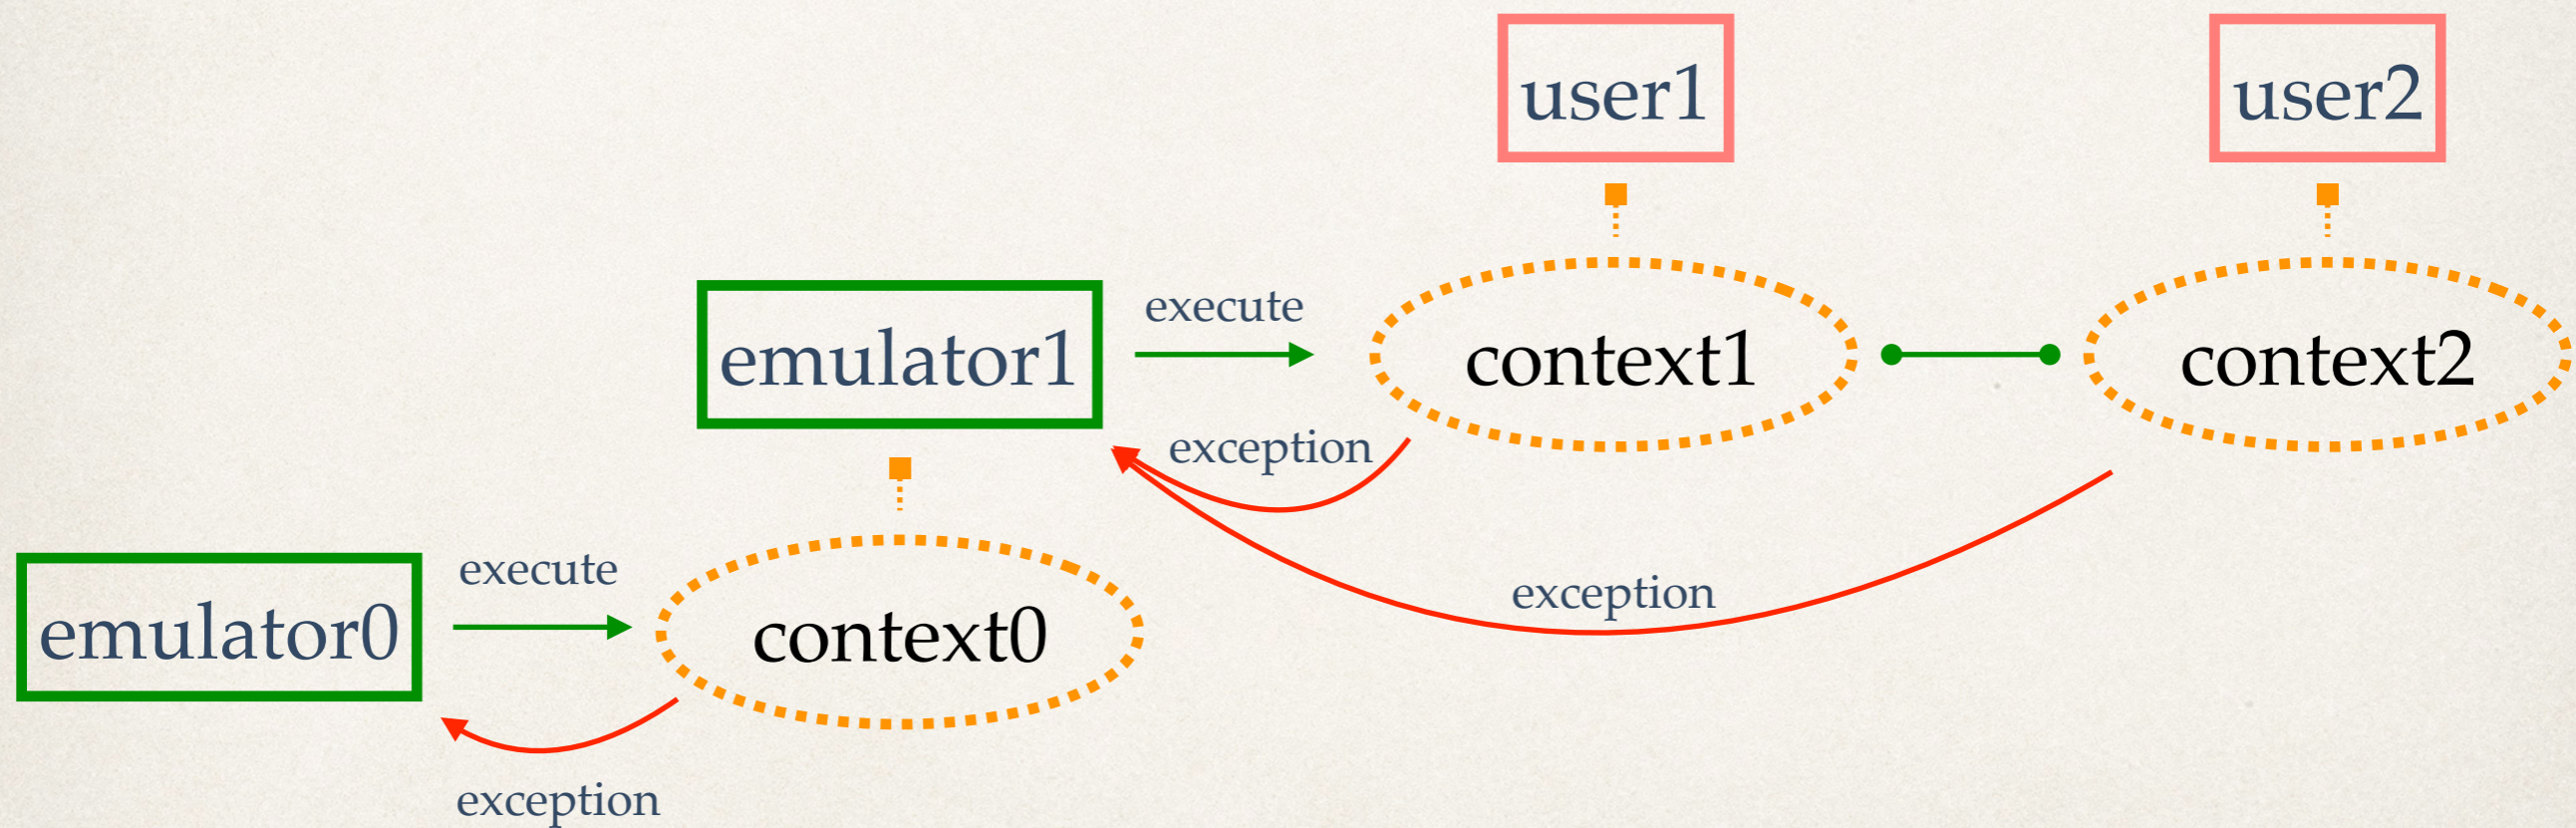 user1
user2
emulator1
execute
context1
context2
exception
emulator0
execute
context0
exception
exception